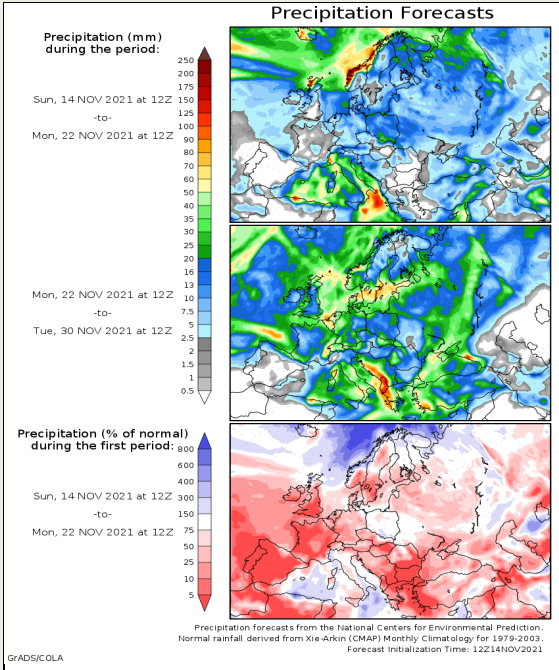 Precipitation Forecasts
Precipitation (mm)
during the period:
Sun, 14 NOV 2021 at 12Z
-to-
Mon, 22 NOV 2021 at 12Z
250
200
175
150
125
100
90
80
70
60
50
40
35
30
25
20
16
13
10
7.5
5
2.5
2
1.5
1
0.5
Mon, 22 NOV 2021 at 12Z
-to-
Tue, 30 NOV 2021 at 12Z
Precipitation (% of normal)
during the first period:
Sun, 14 NOV 2021 at 12Z
-to-
Mon, 22 NOV 2021 at 12Z
800
600
400
300
150
75
50
25
10
5
Precipitation forecasts from the National Centers for Environmental Prediction.
Normal rainfall derived from Xie-Arkin (CMAP) Monthly Climatology for 1979-2003.
Forecast Initialization Time: 12Z14NOV2021
GrADS/COLA